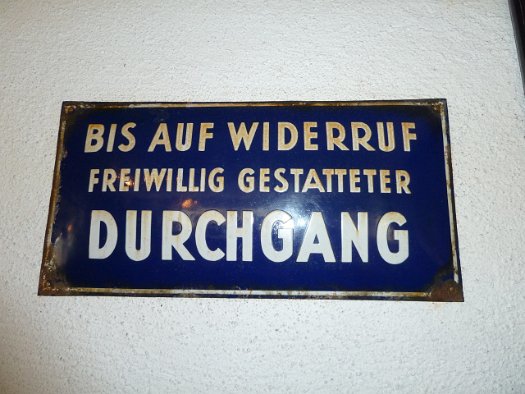 BIS AUF WIDERRUF
FREIWILLIG GESTATTETER
DURCHGANG